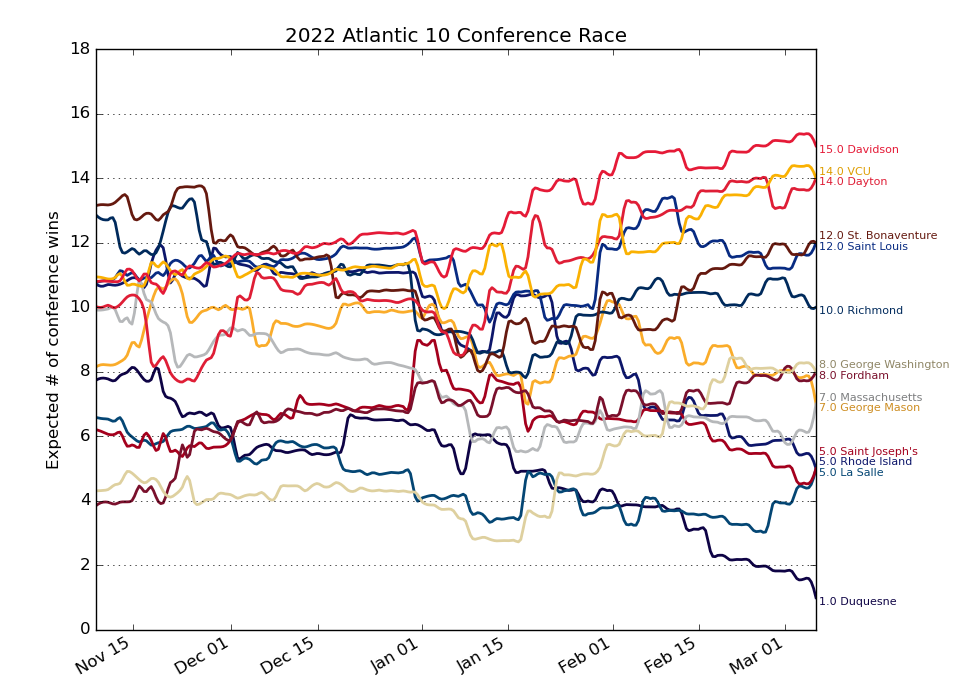 2022 Atlantic 10 Conference Race
Expected # of conference wins
18
16
14
12
10
8
6
4
2
0
Nov 15
Dec 01
Dec 15
Jan 01
Jan 15
Feb 01
Feb 15
Mar 01
15.0 Davidson
14.0 VCU
14.0 Dayton
12.0 St. Bonaventure
12.0 Saint Louis
10.0 Richmond
8.0 George Washington
8.0 Fordham
7.0 Massachusetts
7.0 George Mason
5.0 Saint Joseph's
5.0 Rhode Island
5.0 La Salle
1.0 Duquesne